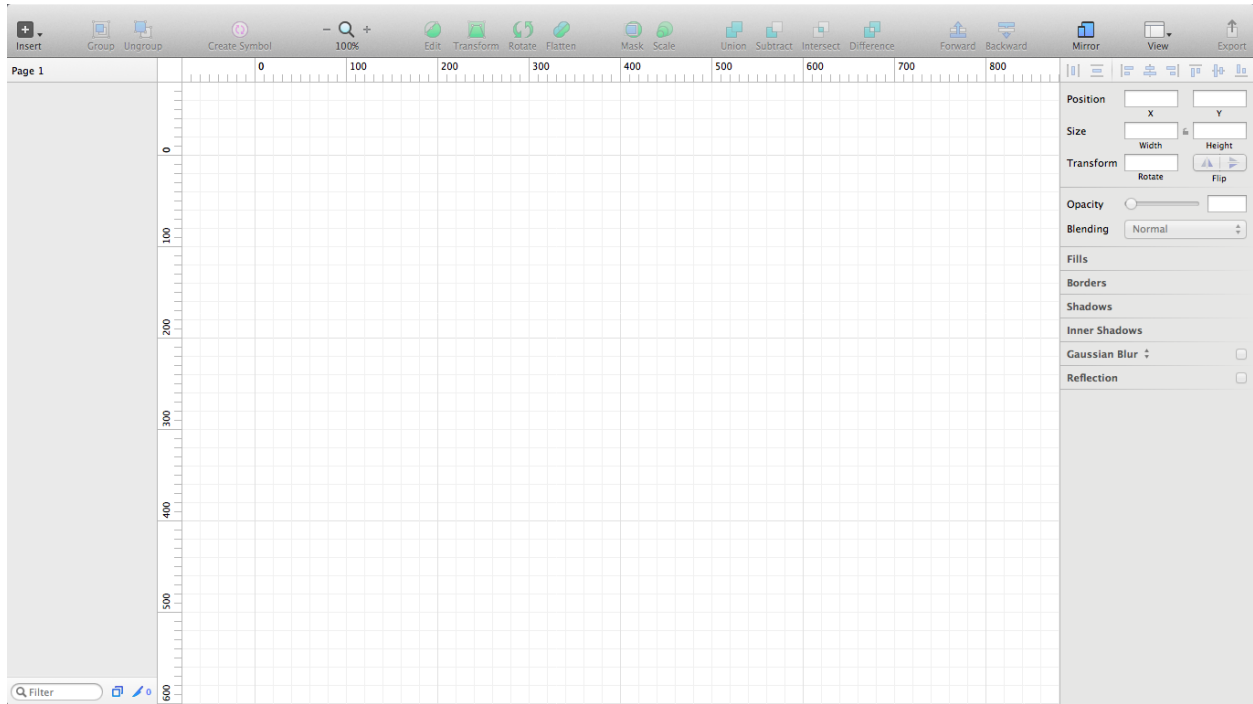 Insert Group Ungroup Create Symbol 100% Edit Transform Rotate Flatten Mask Scale Union Subtract Intersect Difference Forward Backward Mirror View Export
Page 1
0 100 200 300 400 500 600 700 800
0
100
200
300
400
500
600
Position
X Y
Size
Width Height
Transform
Rotate Flip
Opacity
Blending Normal
Fills
Borders
Shadows
Inner Shadows
Gaussian Blur
Reflection
Filter 0